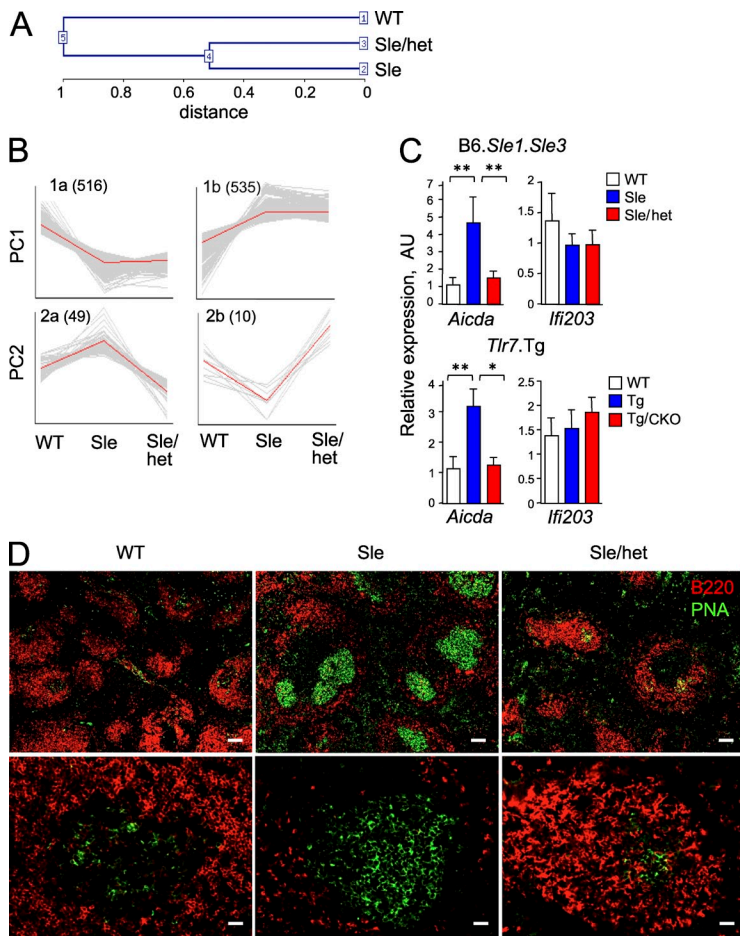 A
WT
Sle/het
Sle
5
4
1
3
2
1 0.8 0.6 0.4 0.2 0
distance
B
1a (516)
1b (535)
PC1
2a (49)
2b (10)
PC2
WT Sle Sle/
het
Sle/
WT Sle het
C
B6.Sle1.Sle3
** **
WT
Sle
Sle/het
7
6
5
4
3
2
1
0
2
1.5
1
0.5
0
Aicda Ifi203
Relative expression, AU
Tlr7.Tg
** *
WT
Tg
Tg/CKO
4
3
2
1
0
2.5
2
1.5
1
0.5
0
Aicda Ifi203
D
WT Sle Sle/het
B220
PNA